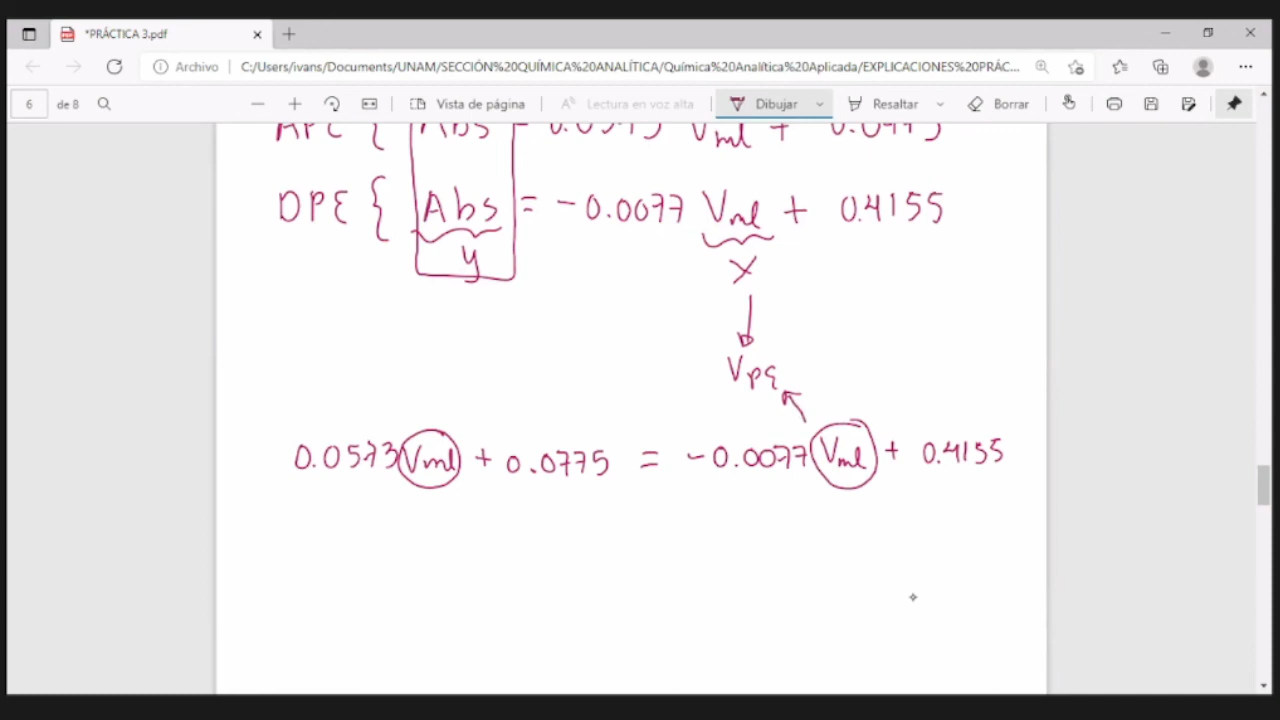 *PRÁCTICA 3.pdf
Archivo C:/Users/ivans/Documents/UNAM/SECCIÓN%20QUÍMICA%20ANALÍTICA/Química%20Analítica%20Aplicada/EXPLICACIONES%20PRÁC...
6 de 8 Vista de página Lectura en voz alta Dibujar Resaltar Borrar
Abs Vml +
DPE { Abs = -0.0077 Vml + 0.4155
y x
VPE
0.0573 Vml + 0.0775 = -0.0077 Vml + 0.4155